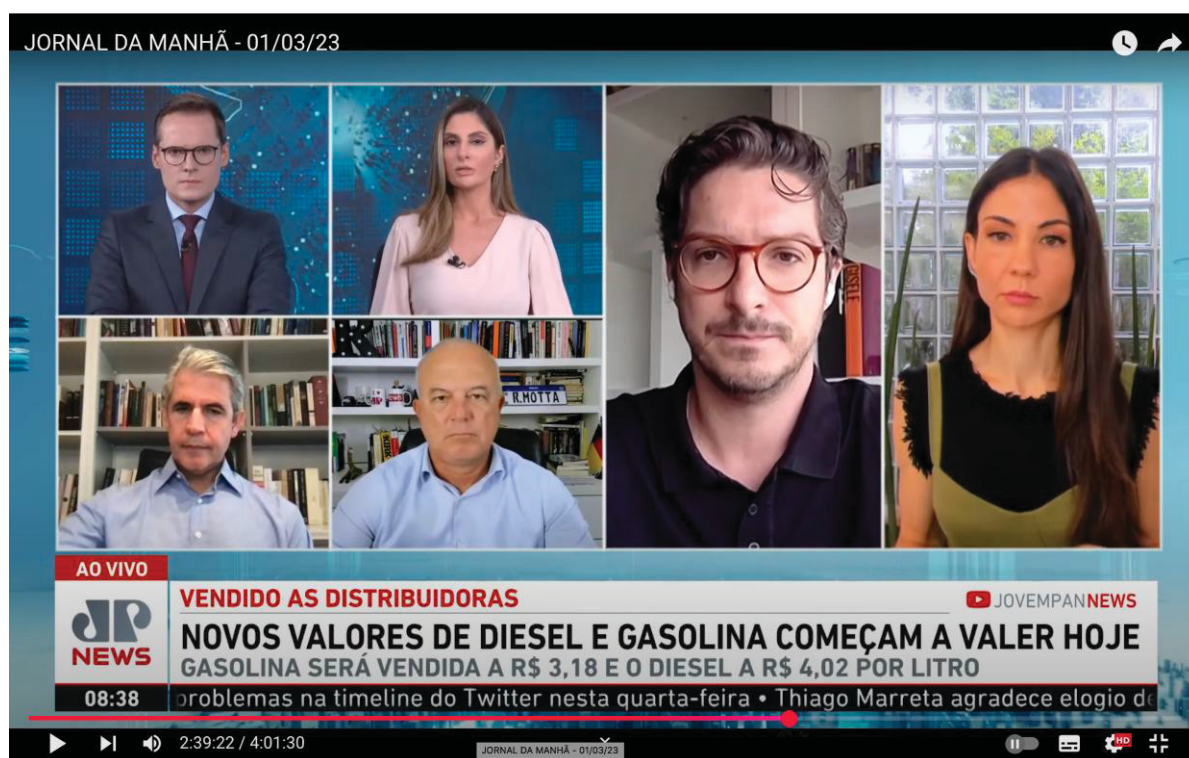 JORNAL DA MANHÃ - 01/03/23
GISELE
R.MOTTA
AO VIVO
JP
NEWS
VENDIDO AS DISTRIBUIDORAS
JOVEMPANNEWS
NOVOS VALORES DE DIESEL E GASOLINA COMEÇAM A VALER HOJE
GASOLINA SERÁ VENDIDA A R$ 3,18 E O DIESEL A R$ 4,02 POR LITRO
08:38
problemas na timeline do Twitter nesta quarta-feira • Thiago Marreta agradece elogio de
2:39:22 / 4:01:30
JORNAL DA MANHÃ - 01/03/23
HD